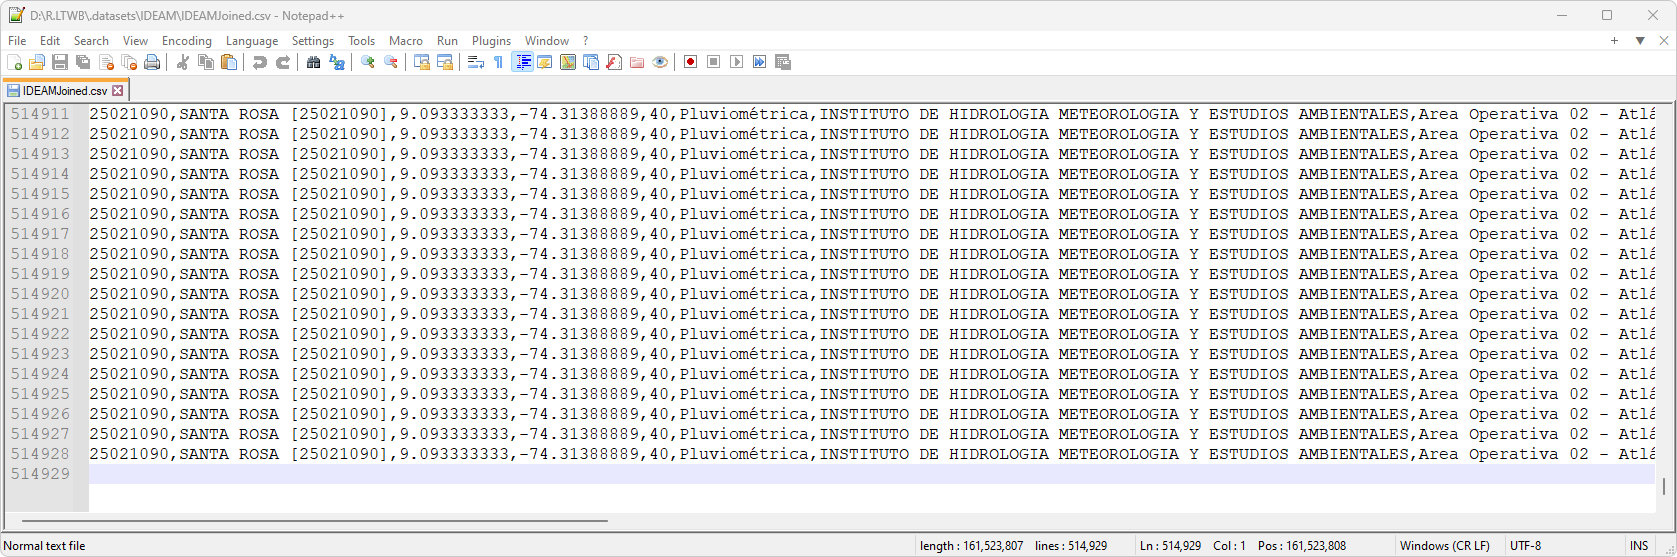 D:\R.LTWB\.datasets\IDEAM\IDEAMJoined.csv - Notepad++
File Edit Search View Encoding Language Settings Tools Macro Run Plugins Window ?
IDEAMJoined.csv
514911 25021090,SANTA ROSA [25021090],9.093333333,-74.31388889,40,Pluviométrica,INSTITUTO DE HIDROLOGIA METEOROLOGIA Y ESTUDIOS AMBIENTALES,Area Operativa 02 - Atlá
514912 25021090,SANTA ROSA [25021090],9.093333333,-74.31388889,40,Pluviométrica,INSTITUTO DE HIDROLOGIA METEOROLOGIA Y ESTUDIOS AMBIENTALES,Area Operativa 02 - Atlá
514913 25021090,SANTA ROSA [25021090],9.093333333,-74.31388889,40,Pluviométrica,INSTITUTO DE HIDROLOGIA METEOROLOGIA Y ESTUDIOS AMBIENTALES,Area Operativa 02 - Atlá
514914 25021090,SANTA ROSA [25021090],9.093333333,-74.31388889,40,Pluviométrica,INSTITUTO DE HIDROLOGIA METEOROLOGIA Y ESTUDIOS AMBIENTALES,Area Operativa 02 - Atlá
514915 25021090,SANTA ROSA [25021090],9.093333333,-74.31388889,40,Pluviométrica,INSTITUTO DE HIDROLOGIA METEOROLOGIA Y ESTUDIOS AMBIENTALES,Area Operativa 02 - Atlá
514916 25021090,SANTA ROSA [25021090],9.093333333,-74.31388889,40,Pluviométrica,INSTITUTO DE HIDROLOGIA METEOROLOGIA Y ESTUDIOS AMBIENTALES,Area Operativa 02 - Atlá
514917 25021090,SANTA ROSA [25021090],9.093333333,-74.31388889,40,Pluviométrica,INSTITUTO DE HIDROLOGIA METEOROLOGIA Y ESTUDIOS AMBIENTALES,Area Operativa 02 - Atlá
514918 25021090,SANTA ROSA [25021090],9.093333333,-74.31388889,40,Pluviométrica,INSTITUTO DE HIDROLOGIA METEOROLOGIA Y ESTUDIOS AMBIENTALES,Area Operativa 02 - Atlá
514919 25021090,SANTA ROSA [25021090],9.093333333,-74.31388889,40,Pluviométrica,INSTITUTO DE HIDROLOGIA METEOROLOGIA Y ESTUDIOS AMBIENTALES,Area Operativa 02 - Atlá
514920 25021090,SANTA ROSA [25021090],9.093333333,-74.31388889,40,Pluviométrica,INSTITUTO DE HIDROLOGIA METEOROLOGIA Y ESTUDIOS AMBIENTALES,Area Operativa 02 - Atlá
514921 25021090,SANTA ROSA [25021090],9.093333333,-74.31388889,40,Pluviométrica,INSTITUTO DE HIDROLOGIA METEOROLOGIA Y ESTUDIOS AMBIENTALES,Area Operativa 02 - Atlá
514922 25021090,SANTA ROSA [25021090],9.093333333,-74.31388889,40,Pluviométrica,INSTITUTO DE HIDROLOGIA METEOROLOGIA Y ESTUDIOS AMBIENTALES,Area Operativa 02 - Atlá
514923 25021090,SANTA ROSA [25021090],9.093333333,-74.31388889,40,Pluviométrica,INSTITUTO DE HIDROLOGIA METEOROLOGIA Y ESTUDIOS AMBIENTALES,Area Operativa 02 - Atlá
514924 25021090,SANTA ROSA [25021090],9.093333333,-74.31388889,40,Pluviométrica,INSTITUTO DE HIDROLOGIA METEOROLOGIA Y ESTUDIOS AMBIENTALES,Area Operativa 02 - Atlá
514925 25021090,SANTA ROSA [25021090],9.093333333,-74.31388889,40,Pluviométrica,INSTITUTO DE HIDROLOGIA METEOROLOGIA Y ESTUDIOS AMBIENTALES,Area Operativa 02 - Atlá
514926 25021090,SANTA ROSA [25021090],9.093333333,-74.31388889,40,Pluviométrica,INSTITUTO DE HIDROLOGIA METEOROLOGIA Y ESTUDIOS AMBIENTALES,Area Operativa 02 - Atlá
514927 25021090,SANTA ROSA [25021090],9.093333333,-74.31388889,40,Pluviométrica,INSTITUTO DE HIDROLOGIA METEOROLOGIA Y ESTUDIOS AMBIENTALES,Area Operativa 02 - Atlá
514928 25021090,SANTA ROSA [25021090],9.093333333,-74.31388889,40,Pluviométrica,INSTITUTO DE HIDROLOGIA METEOROLOGIA Y ESTUDIOS AMBIENTALES,Area Operativa 02 - Atlá
514929
Normal text file length : 161,523,807 lines : 514,929 Ln : 514,929 Col : 1 Pos : 161,523,808 Windows (CR LF) UTF-8 INS